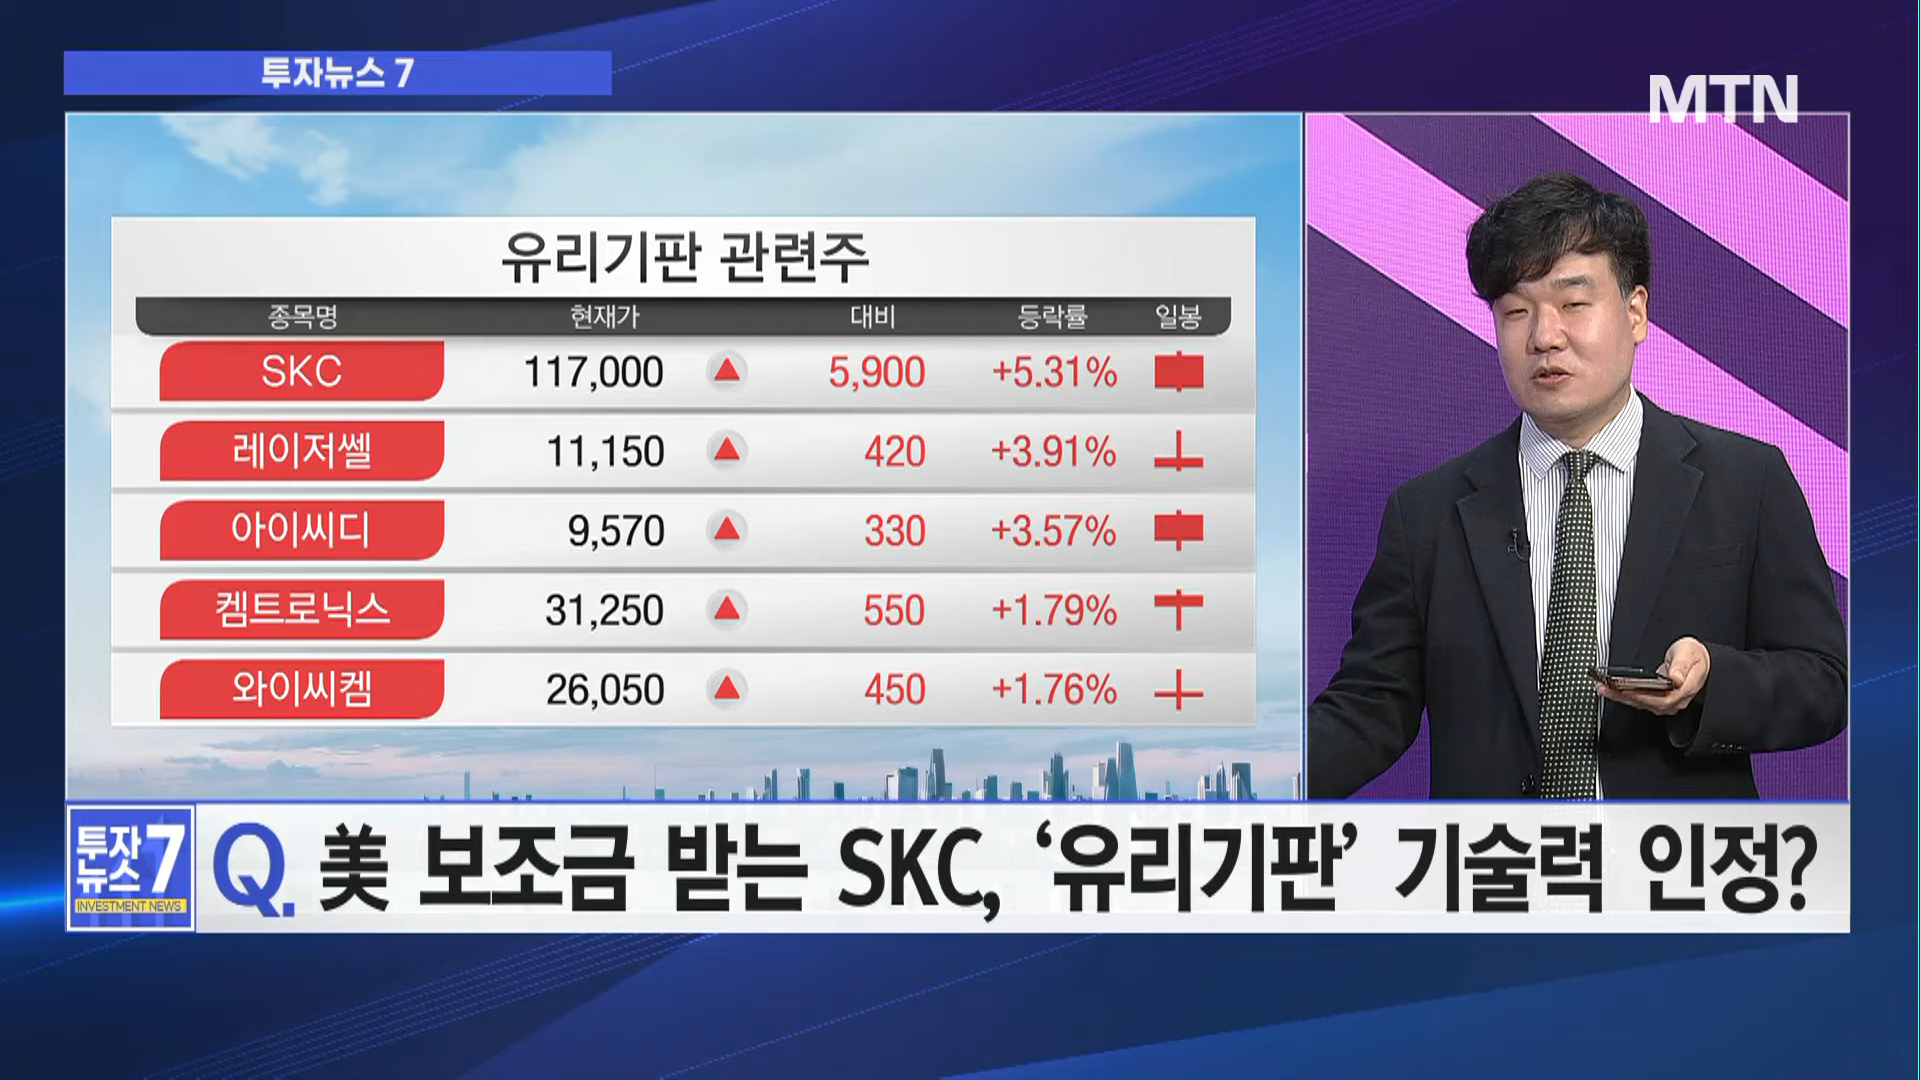 투자뉴스 7
MTN
유리기판 관련주
종목명 현재가 대비 등락률 일봉
SKC 117,000 ▲ 5,900 +5.31%
레이저쎌 11,150 ▲ 420 +3.91%
아이씨디 9,570 ▲ 330 +3.57%
켐트로닉스 31,250 ▲ 550 +1.79%
와이씨켐 26,050 ▲ 450 +1.76%
투자
뉴스 7
INVESTMENT NEWS
Q. 美 보조금 받는 SKC, ‘유리기판’ 기술력 인정?